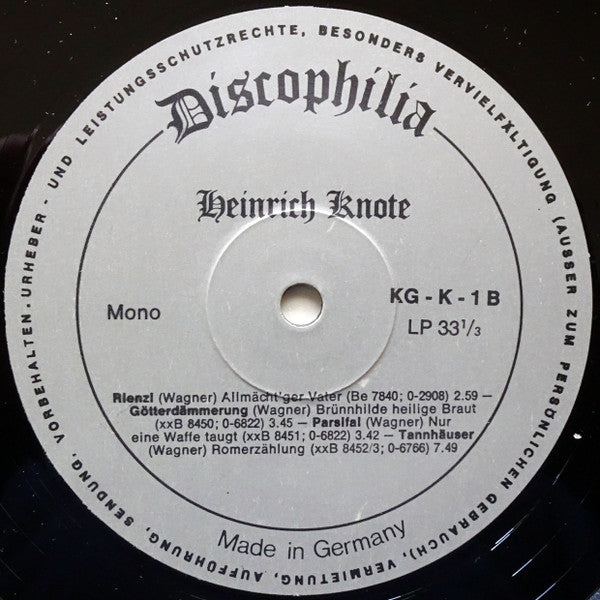 URHEBER - UND LEISTUNGSSCHUTZRECHTE, BESONDERS VERVIELFÄLTIGUNG (AUSSER ZUM PERSÖNLICHEN GEBRAUCH), VERMIETUNG, AUFFÜHRUNG, SENDUNG, VORBEHALTEN.
Discophilia
Heinrich Knote
Mono
KG - K - 1 B
LP 33¹/₃
Rienzi (Wagner) Allmächt'ger Vater (Be 7840; 0-2908) 2.59 –
Götterdämmerung (Wagner) Brünnhilde heilige Braut
(xxB 8450; 0-6822) 3.45 – Parsifal (Wagner) Nur
eine Waffe taugt (xxB 8451; 0-6822) 3.42 – Tannhäuser
(Wagner) Romerzählung (xxB 8452/3; 0-6766) 7.49
Made in Germany